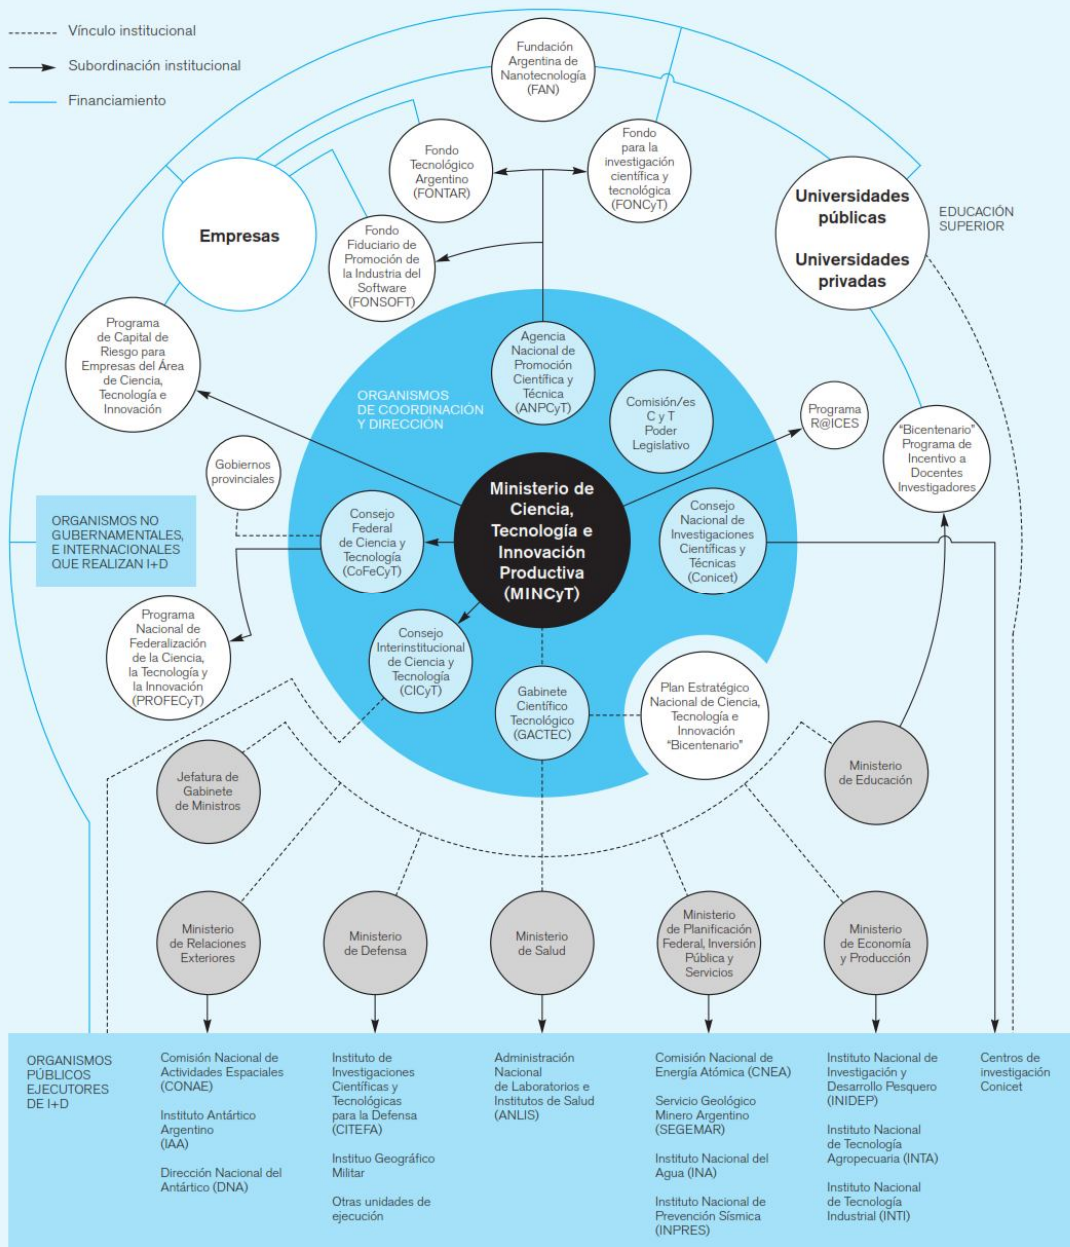 Vínculo institucional
Subordinación institucional
Financiamiento
Fundación
Argentina de
Nanotecnología
(FAN)
Fondo
Tecnológico
Argentino
(FONTAR)
Fondo
para la
investigación
científica y
tecnológica
(FONCyT)
Empresas
Fondo
Fiduciario de
Promoción de
la Industria del
Software
(FONSOFT)
Universidades
públicas
Universidades
privadas
EDUCACIÓN
SUPERIOR
Programa
de Capital de
Riesgo para
Empresas del Área
de Ciencia,
Tecnología e
Innovación
ORGANISMOS
DE COORDINACIÓN
Y DIRECCIÓN
Agencia
Nacional de
Promoción
Científica y
Técnica
(ANPCyT)
Comisión/es
C y T
Poder
Legislativo
Programa
R@ICES
"Bicentenario"
Programa de
Incentivo a
Docentes
Investigadores
Gobiernos
provinciales
ORGANISMOS NO
GUBERNAMENTALES,
E INTERNACIONALES
QUE REALIZAN I+D
Consejo
Federal
de Ciencia y
Tecnología
(CoFeCyT)
Ministerio de
Ciencia,
Tecnología e
Innovación
Productiva
(MINCyT)
Consejo
Nacional de
Investigaciones
Científicas y
Técnicas
(Conicet)
Programa
Nacional de
Federalización
de la Ciencia,
la Tecnología y
la Innovación
(PROFECyT)
Consejo
Interinstitucional
de Ciencia y
Tecnología
(CICyT)
Gabinete
Científico
Tecnológico
(GACTEC)
Plan Estratégico
Nacional de Ciencia,
Tecnología e
Innovación
"Bicentenario"
Jefatura de
Gabinete
de Ministros
Ministerio
de Educación
Ministerio
de Relaciones
Exteriores
Ministerio
de Defensa
Ministerio
de Salud
Ministerio
de Planificación
Federal, Inversión
Pública y
Servicios
Ministerio
de Economía
y Producción
ORGANISMOS
PÚBLICOS
EJECUTORES
DE I+D
Comisión Nacional de
Actividades Espaciales
(CONAE)
Instituto Antártico
Argentino
(IAA)
Dirección Nacional del
Antártico (DNA)
Instituto de
Investigaciones
Científicas y
Tecnológicas
para la Defensa
(CITEFA)
Instituo Geográfico
Militar
Otras unidades de
ejecución
Administración
Nacional
de Laboratorios e
Institutos de Salud
(ANLIS)
Comisión Nacional de
Energía Atómica (CNEA)
Servicio Geológico
Minero Argentino
(SEGEMAR)
Instituto Nacional del
Agua (INA)
Instituto Nacional de
Prevención Sísmica
(INPRES)
Instituto Nacional de
Investigación y
Desarrollo Pesquero
(INIDEP)
Instituto Nacional
de Tecnología
Agropecuaria (INTA)
Instituto Nacional
de Tecnología
Industrial (INTI)
Centros de
investigación
Conicet